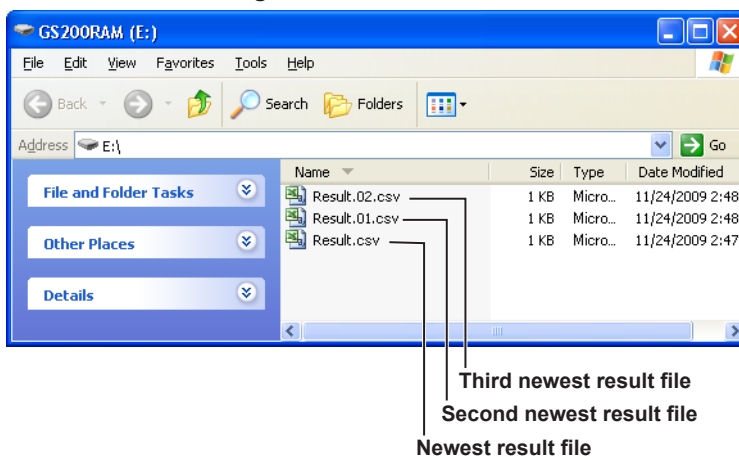 GS200RAM (E:)
File Edit View Favorites Tools Help
Back Search Folders
Address E:\ Go
Name Size Type Date Modified
File and Folder Tasks
Result.02.csv 1 KB Micro... 11/24/2009 2:48
Result.01.csv 1 KB Micro... 11/24/2009 2:48
Other Places
Result.csv 1 KB Micro... 11/24/2009 2:47
Details
Third newest result file
Second newest result file
Newest result file